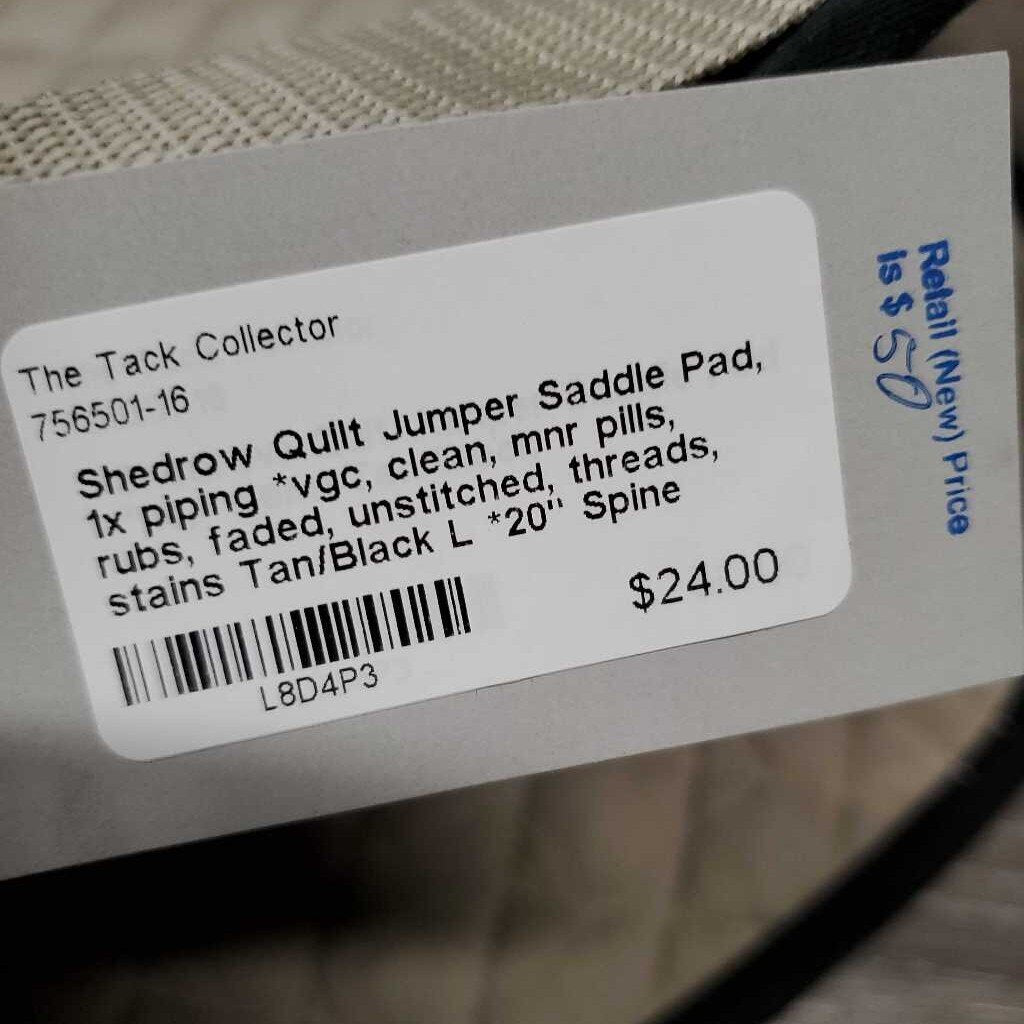 The Tack Collector
756501-16
Shedrow Quilt Jumper Saddle Pad,
1x piping *vgc, clean, mnr pills,
rubs, faded, unstitched, threads,
stains Tan/Black L *20" Spine
$24.00
L8D4P3
Retail (New) Price
Is $ 50